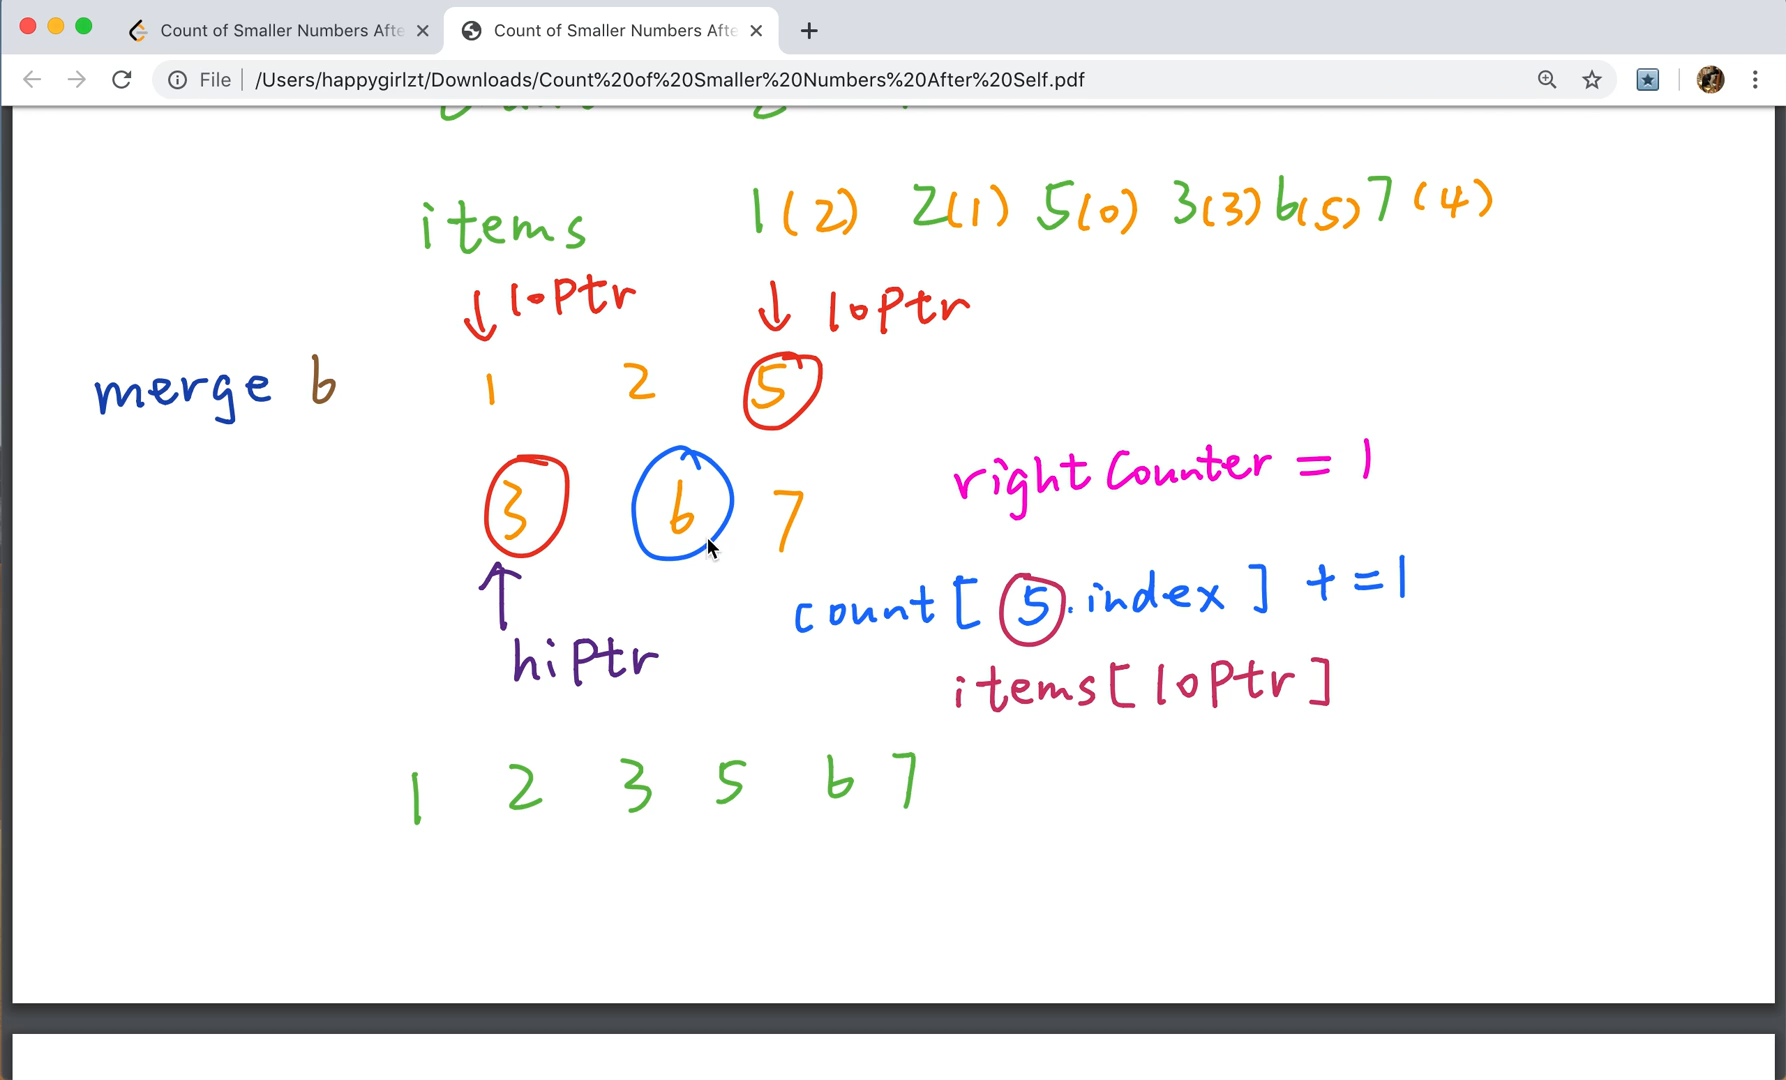 Count of Smaller Numbers Afte
Count of Smaller Numbers Afte
File
/Users/happygirlzt/Downloads/Count%20of%20Smaller%20Numbers%20After%20Self.pdf
items 1(2) 2(1) 5(0) 3(3) 6(5) 7(4)
↓ loPtr ↓ loPtr
merge 6 1 2 5
3 6 7
rightCounter = 1
count[5.index] +=1
↑
hiPtr
items[loPtr]
1 2 3 5 6 7